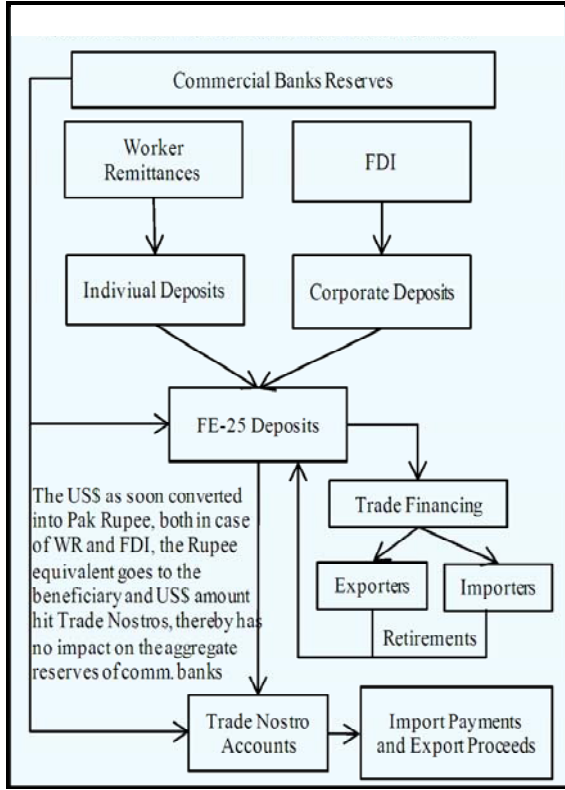 Commercial Banks Reserves
Worker
Remittances
FDI
Indiviual Deposits
Corporate Deposits
FE-25 Deposits
The US$ as soon converted
into Pak Rupee, both in case
of WR and FDI, the Rupee
equivalent goes to the
beneficiary and US$ amount
hit Trade Nostros, thereby has
no impact on the aggregate
reserves of comm. banks
Trade Financing
Exporters
Importers
Retirements
Trade Nostro
Accounts
Import Payments
and Export Proceeds